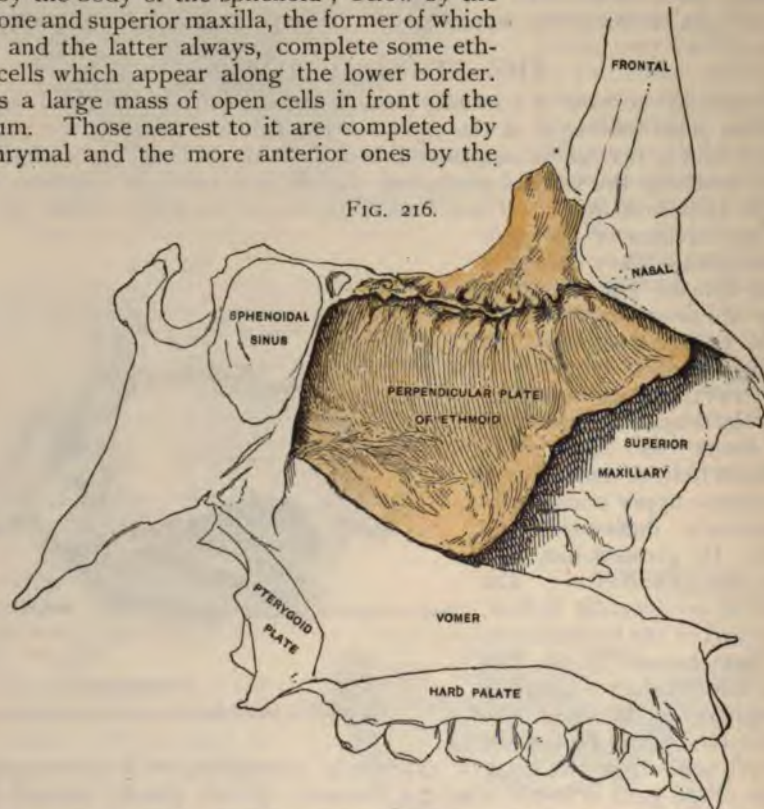 one and superior maxilla, the former of which
and the latter always, complete some eth-
cells which appear along the lower border.
s a large mass of open cells in front of the
um. Those nearest to it are completed by
hrymal and the more anterior ones by the
FIG. 216.
FRONTAL
NASAL
SPHENOIDAL
SINUS
PERPENDICULAR PLATE
OF ETHMOID
SUPERIOR
MAXILLARY
PTERYGOID
PLATE
VOMER
HARD PALATE